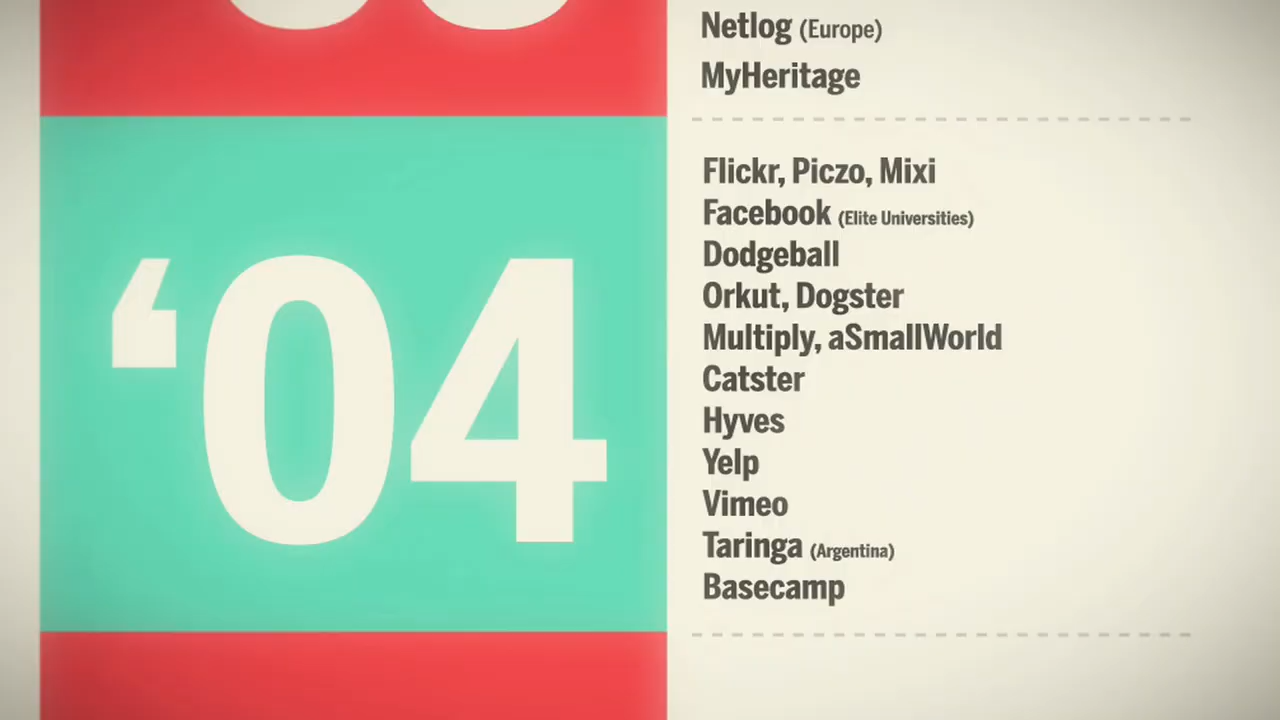 Netlog (Europe)
MyHeritage
‘04
Flickr, Piczo, Mixi
Facebook (Elite Universities)
Dodgeball
Orkut, Dogster
Multiply, aSmallWorld
Catster
Hyves
Yelp
Vimeo
Taringa (Argentina)
Basecamp